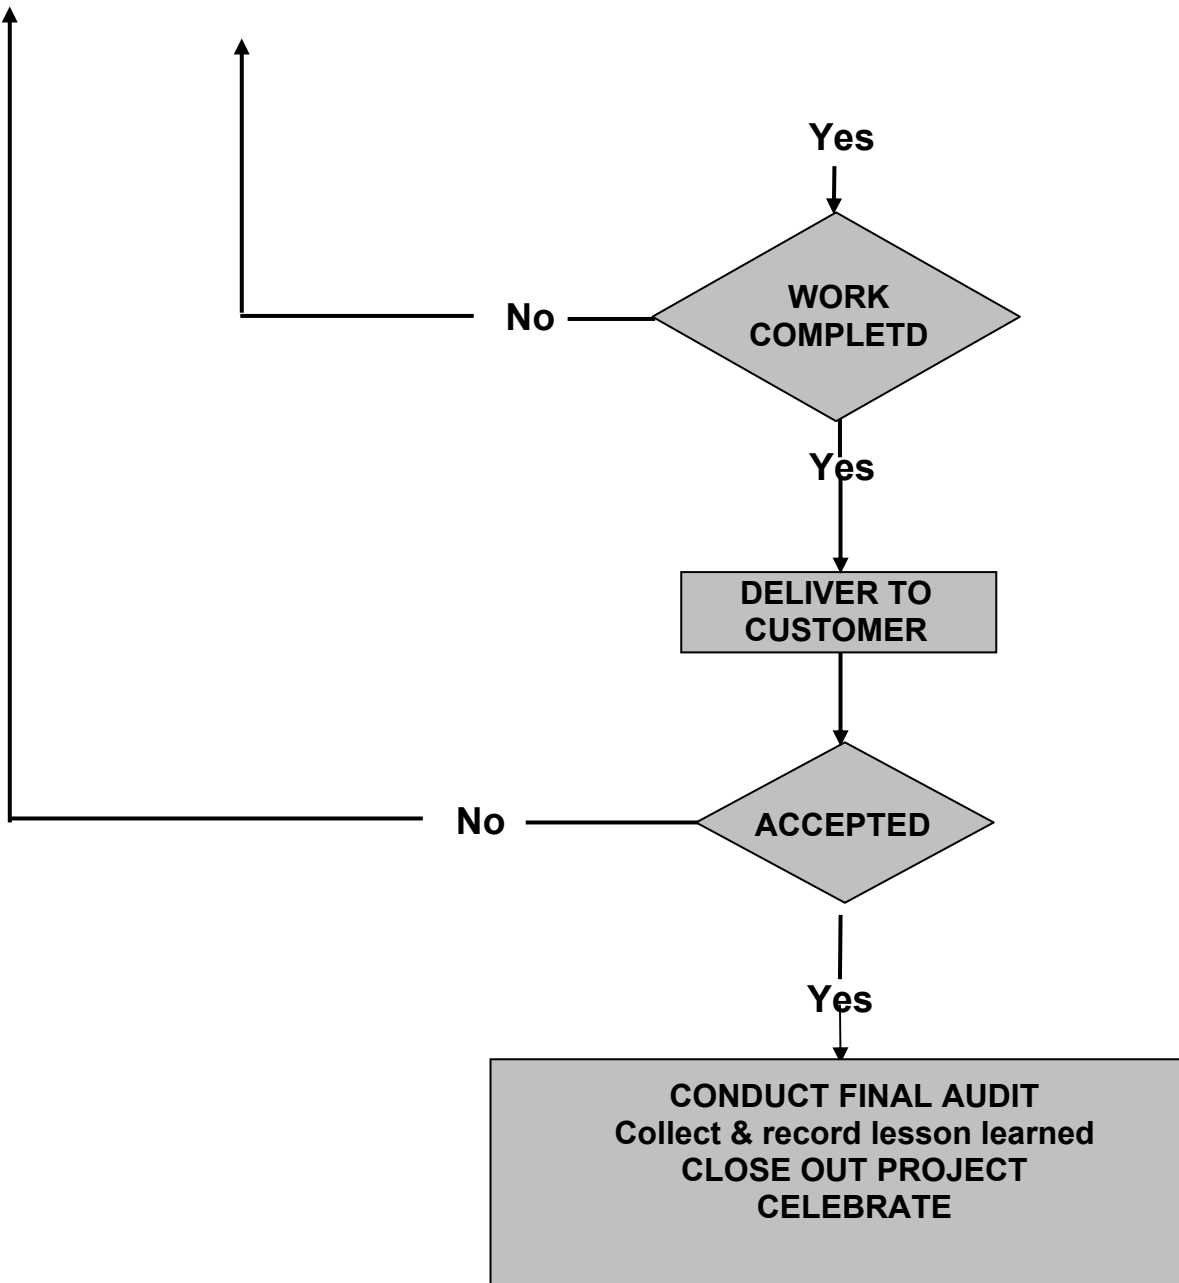 Yes
WORK
COMPLETD
No
Yes
DELIVER TO
CUSTOMER
ACCEPTED
No
Yes
CONDUCT FINAL AUDIT
Collect & record lesson learned
CLOSE OUT PROJECT
CELEBRATE